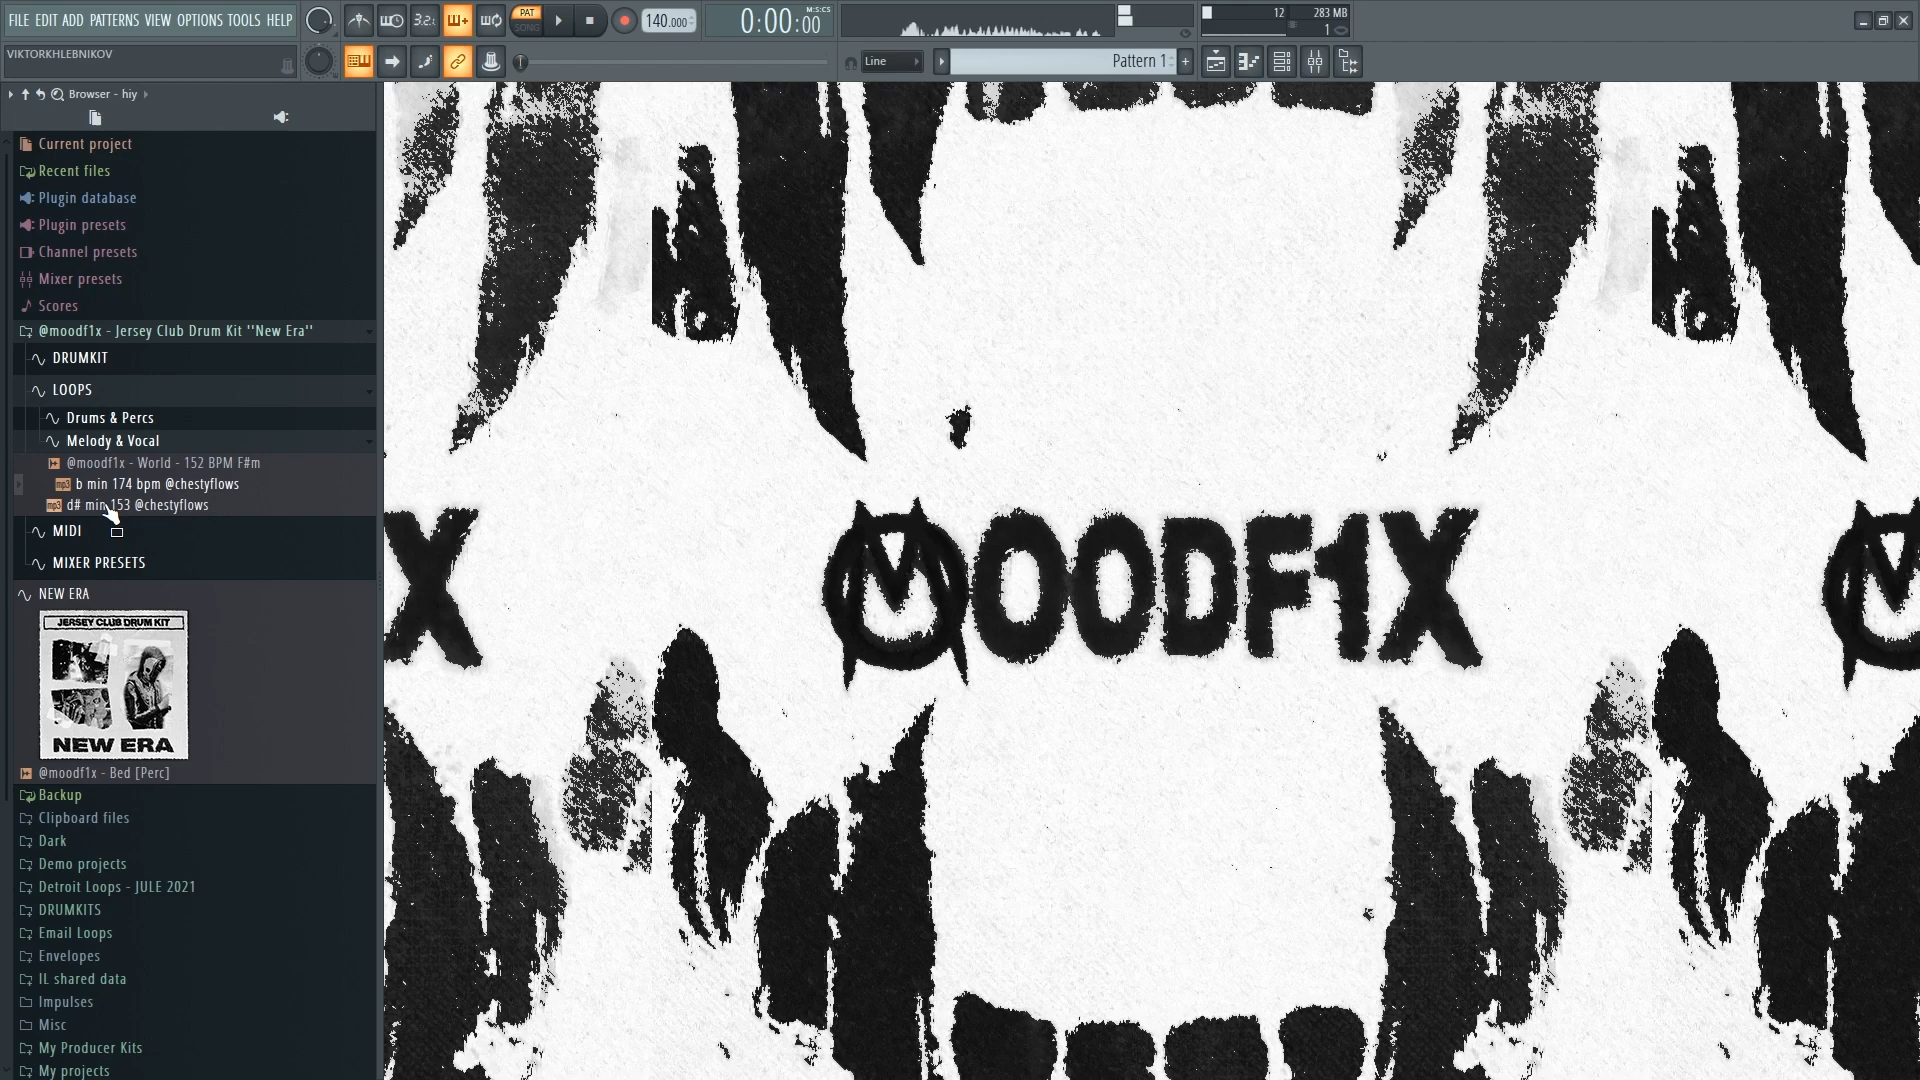 FILE EDIT ADD PATTERNS VIEW OPTIONS TOOLS HELP
3.2.
PAT
SONG
140.000
M:S:CS
0:00:00
12
283 MB
1
VIKTORKHLEBNIKOV
Line
Pattern 1
+
Browser - hiy
Current project
Recent files
Plugin database
Plugin presets
Channel presets
Mixer presets
Scores
@moodf1x - Jersey Club Drum Kit ''New Era''
DRUMKIT
LOOPS
Drums & Percs
Melody & Vocal
@moodf1x - World - 152 BPM F#m
mp3 b min 174 bpm @chestyflows
mp3 d# min 153 @chestyflows
MIDI
MIXER PRESETS
NEW ERA
JERSEY CLUB DRUM KIT
NEW ERA
@moodf1x - Bed [Perc]
Backup
Clipboard files
Dark
Demo projects
Detroit Loops - JULE 2021
DRUMKITS
Email Loops
Envelopes
IL shared data
Impulses
Misc
My Producer Kits
My projects
X
MOODF1X
M